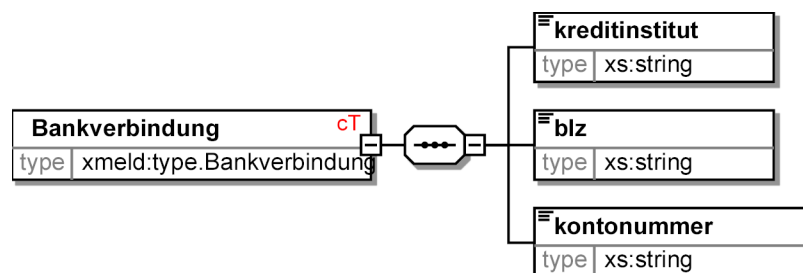 kreditinstitut
type xs:string
Bankverbindung cT
type xmeld:type.Bankverbindung
blz
type xs:string
kontonummer
type xs:string